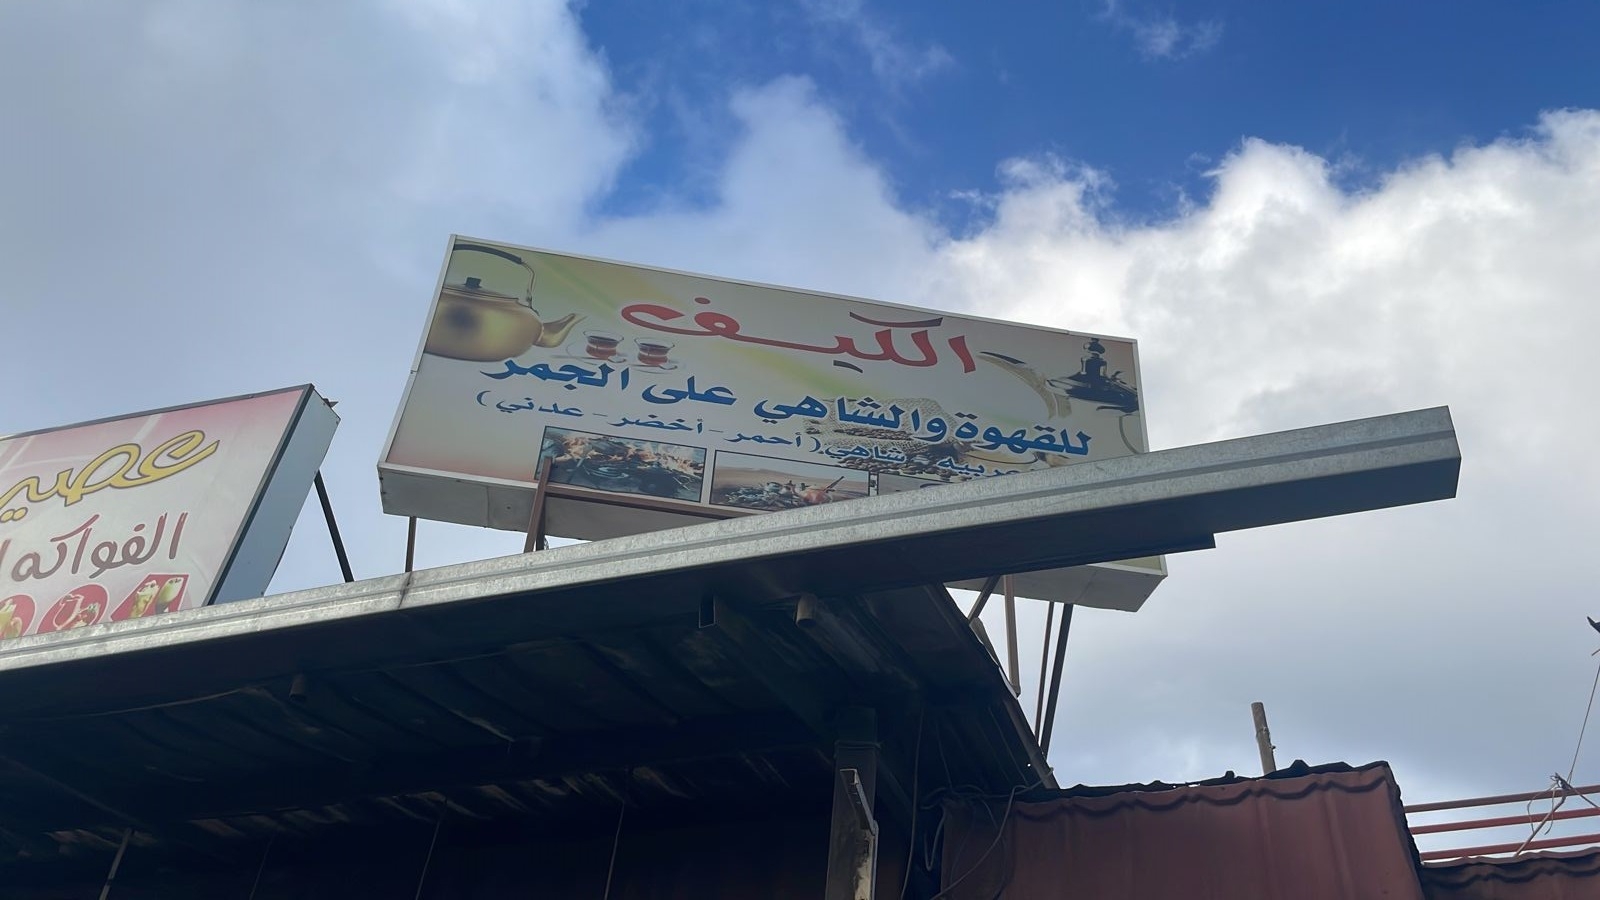 الكيف
للقهوة والشاهي على الجمر
شاهي (أحمر - أخضر - عدني)
عصير
الفواكه